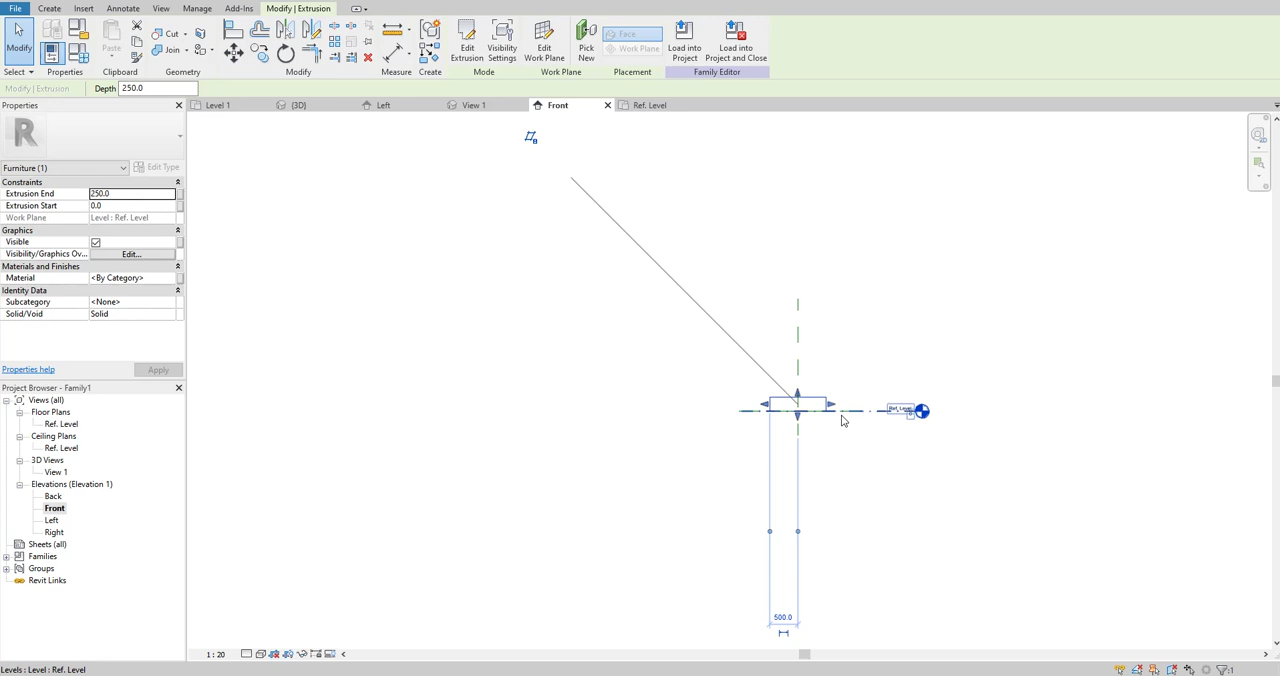 File Create Insert Annotate View Manage Add-Ins Modify | Extrusion
Modify
Paste
Cut
Join
Edit Extrusion
Visibility Settings
Edit Work Plane
Pick New
Face
Work Plane
Load into Project
Load into Project and Close
Select Properties Clipboard Geometry Modify Measure Create Mode Work Plane Placement Family Editor
Modify | Extrusion Depth 250.0
Properties
Level 1 {3D} Left View 1 Front Ref. Level
Furniture (1) Edit Type
Constraints
Extrusion End 250.0
Extrusion Start 0.0
Work Plane Level : Ref. Level
Graphics
Visible
Visibility/Graphics Ov... Edit...
Materials and Finishes
Material <By Category>
Identity Data
Subcategory <None>
Solid/Void Solid
Properties help Apply
Project Browser - Family1
Views (all)
Floor Plans
Ref. Level
Ceiling Plans
Ref. Level
3D Views
View 1
Elevations (Elevation 1)
Back
Front
Left
Right
Sheets (all)
Families
Groups
Revit Links
Ref. Level
0
500.0
1 : 20
Levels : Level : Ref. Level
:1